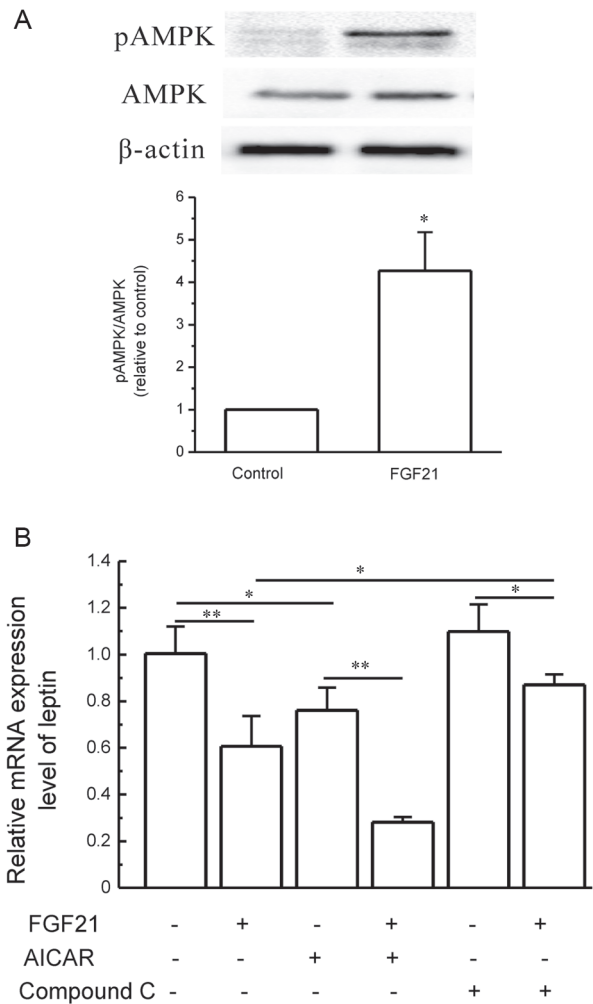 A
pAMPK
AMPK
β-actin
pAMPK/AMPK
(relative to control)
6
5
4
3
2
1
0
*
Control
FGF21
B
Relative mRNA expression
level of leptin
1.4
1.2
1.0
0.8
0.6
0.4
0.2
0
*
*
*
**
**
FGF21 - + - + - +
AICAR - - + + - -
Compound C - - - - + +